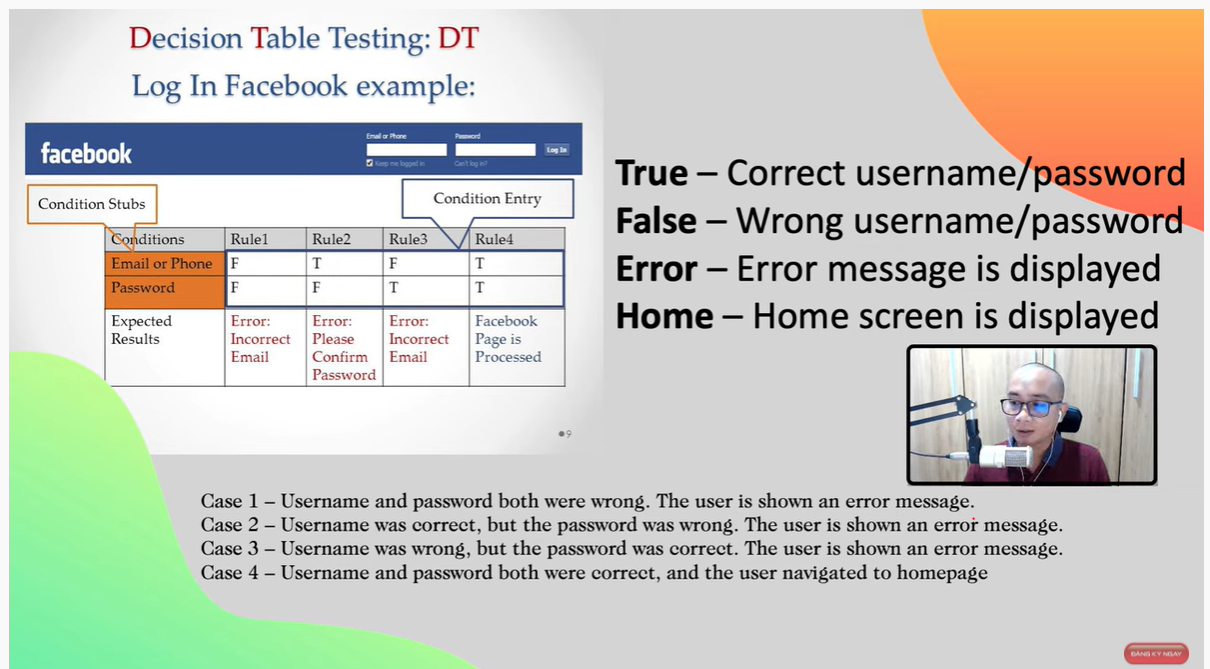 Decision Table Testing: DT
Log In Facebook example:
facebook
Email or Phone
Password
Log In
Keep me logged in
Can't log in?
Condition Stubs
Condition Entry
Conditions Rule1 Rule2 Rule3 Rule4
Email or Phone F T F T
Password F F T T
Expected Results
Error: Incorrect Email
Error: Please Confirm Password
Error: Incorrect Email
Facebook Page is Processed
9
True – Correct username/password
False – Wrong username/password
Error – Error message is displayed
Home – Home screen is displayed
Case 1 – Username and password both were wrong. The user is shown an error message.
Case 2 – Username was correct, but the password was wrong. The user is shown an error message.
Case 3 – Username was wrong, but the password was correct. The user is shown an error message.
Case 4 – Username and password both were correct, and the user navigated to homepage
ĐĂNG KÝ NGAY